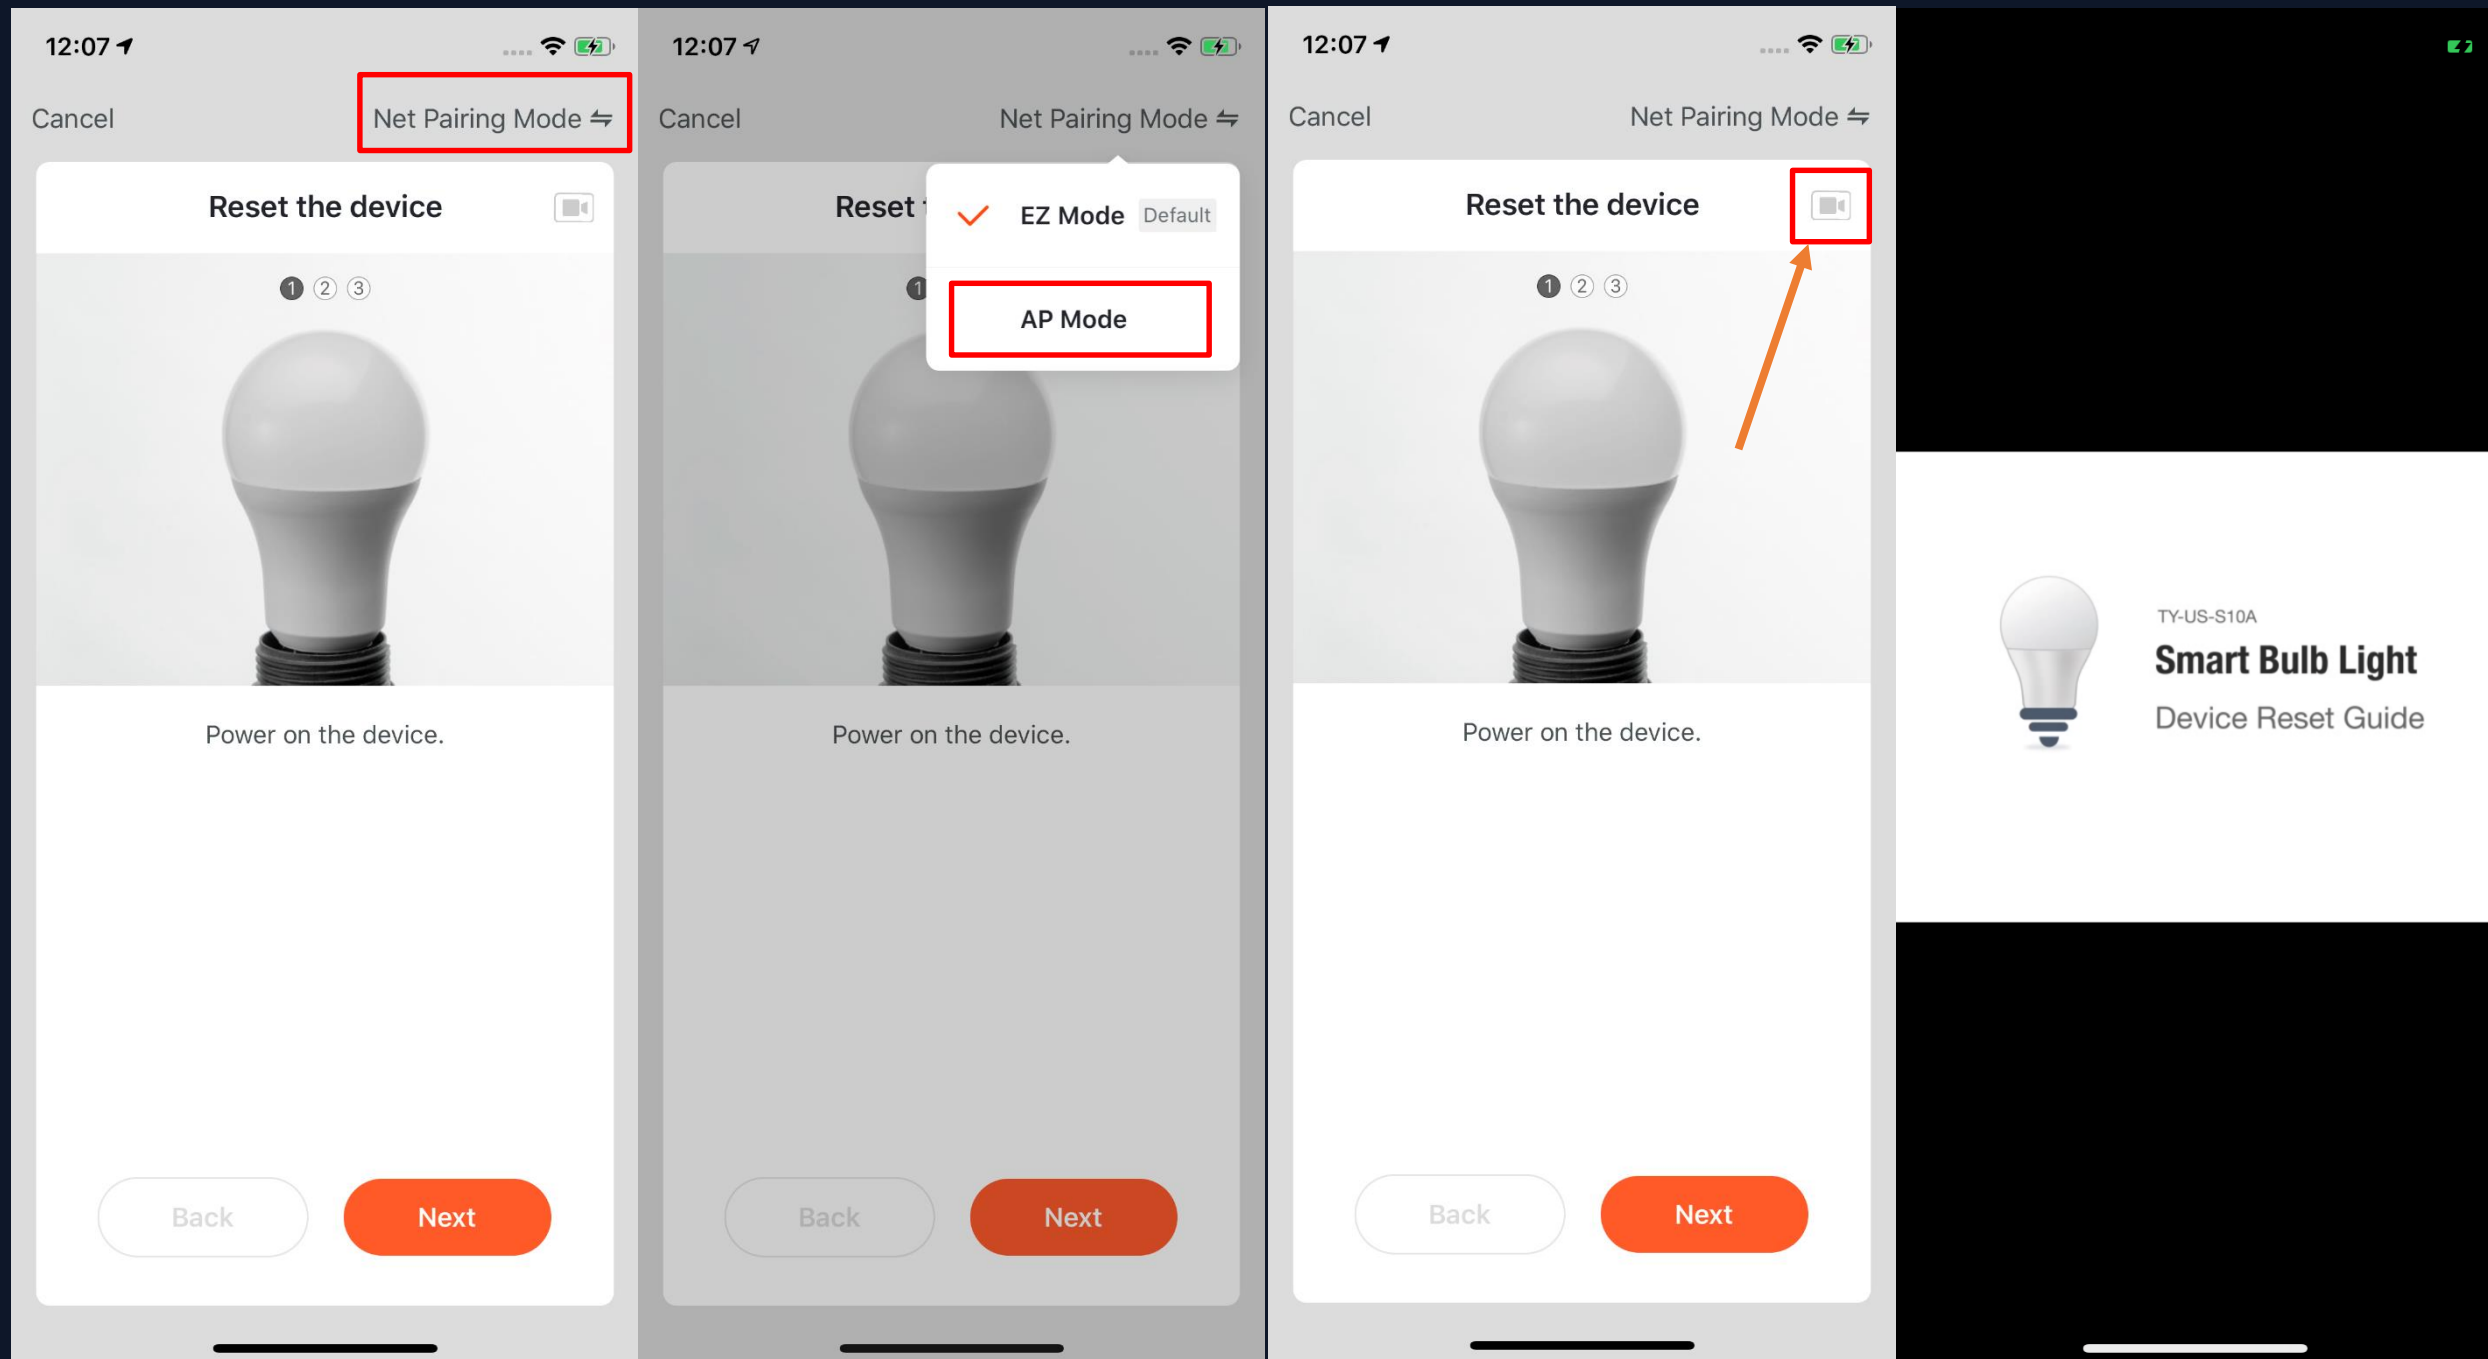 12:07
Cancel
Net Pairing Mode
Reset the device
1 2 3
Power on the device.
Back
Next
12:07
Cancel
Net Pairing Mode
Reset
EZ Mode Default
AP Mode
1
Power on the device.
Back
Next
12:07
Cancel
Net Pairing Mode
Reset the device
1 2 3
Power on the device.
Back
Next
TY-US-S10A
Smart Bulb Light
Device Reset Guide